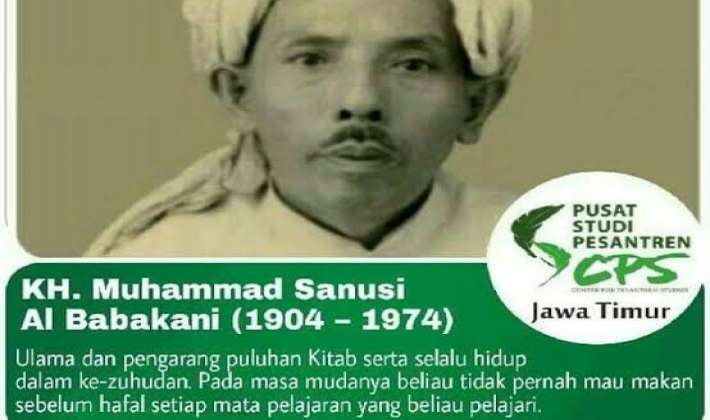 PUSAT
STUDI
PESANTREN
CPS
CENTER FOR PESANTREN STUDIES
Jawa Timur
KH. Muhammad Sanusi
Al Babakani (1904 – 1974)
Ulama dan pengarang puluhan Kitab serta selalu hidup
dalam ke-zuhudan. Pada masa mudanya beliau tidak pernah mau makan
sebelum hafal setiap mata pelajaran yang beliau pelajari.